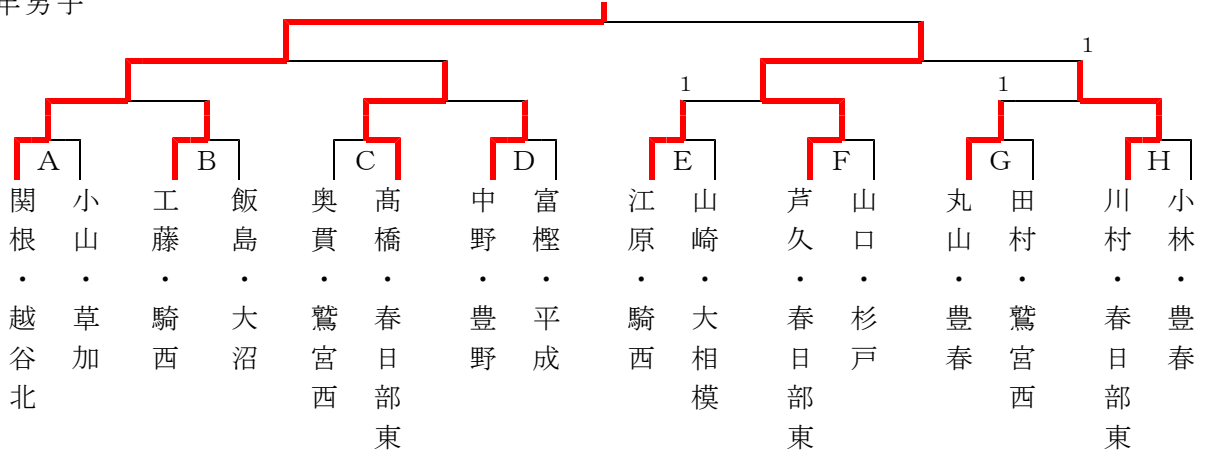 年男子
1
1
1
A
B
C
D
E
F
G
H
関根・越谷北
小山・草加
工藤・騎西
飯島・大沼
奥貫・鷲宮西
髙橋・春日部東
中野・豊野
富樫・平成
江原・騎西
山崎・大相模
芦久・春日部東
山口・杉戸
丸山・豊春
田村・鷲宮西
川村・春日部東
小林・豊春